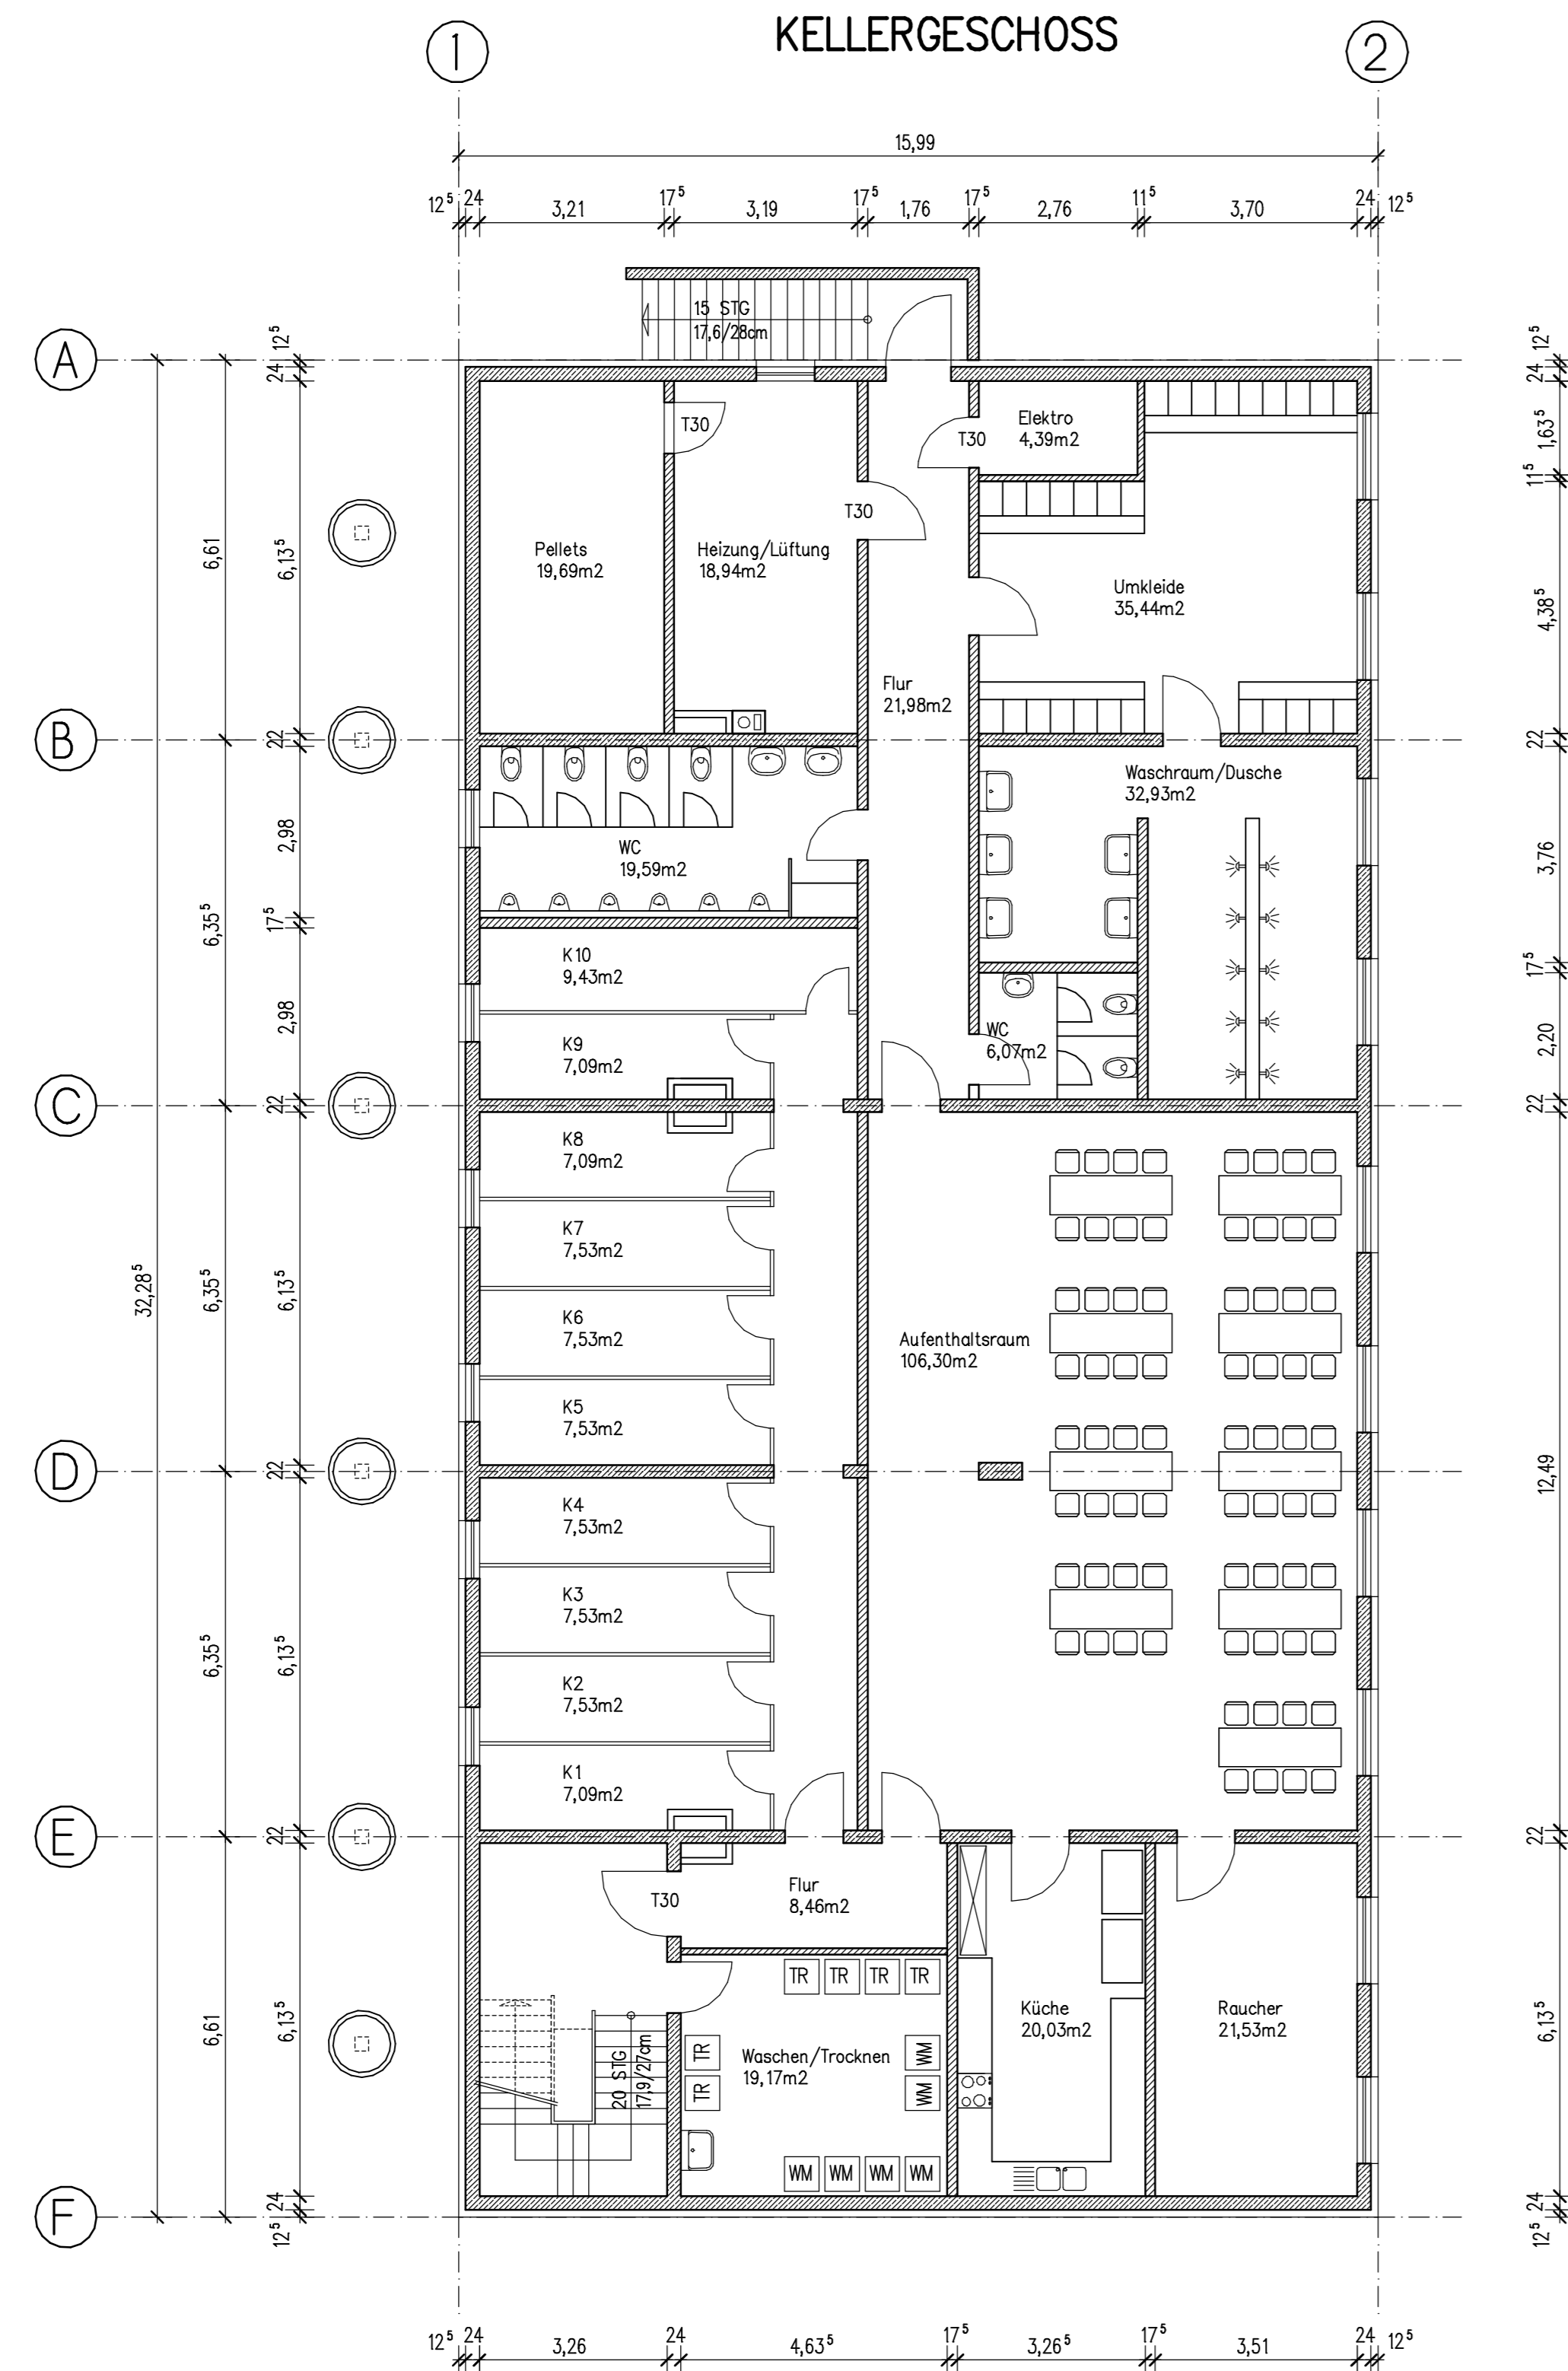 KELLERGESCHOSS
1
2
15,99
12⁵ 24 3,21 17⁵ 3,19 17⁵ 1,76 17⁵ 2,76 11⁵ 3,70 24 12⁵
15 STG
17,6/28cm
A
B
C
D
E
F
32,28⁵
6,61
6,35⁵
6,35⁵
6,35⁵
6,61
12⁵
24
6,13⁵
22
2,98
17⁵
2,98
22
6,13⁵
22
6,13⁵
22
6,13⁵
24
12⁵
T30
T30
T30
Elektro
4,39m2
Pellets
19,69m2
Heizung/Lüftung
18,94m2
Umkleide
35,44m2
Flur
21,98m2
Waschraum/Dusche
32,93m2
WC
19,59m2
K10
9,43m2
K9
7,09m2
WC
6,07m2
K8
7,09m2
K7
7,53m2
K6
7,53m2
K5
7,53m2
Aufenthaltsraum
106,30m2
K4
7,53m2
K3
7,53m2
K2
7,53m2
K1
7,09m2
T30
Flur
8,46m2
TR TR TR TR
TR
TR
WM
WM
Waschen/Trocknen
19,17m2
WM WM WM WM
20 STG
17,9/27cm
Küche
20,03m2
Raucher
21,53m2
12⁵
24
1,63⁵
11⁵
4,38⁵
22
3,76
17⁵
2,20
22
12,49
22
6,13⁵
24
12⁵
12⁵ 24 3,26 24 4,63⁵ 17⁵ 3,26⁵ 17⁵ 3,51 24 12⁵